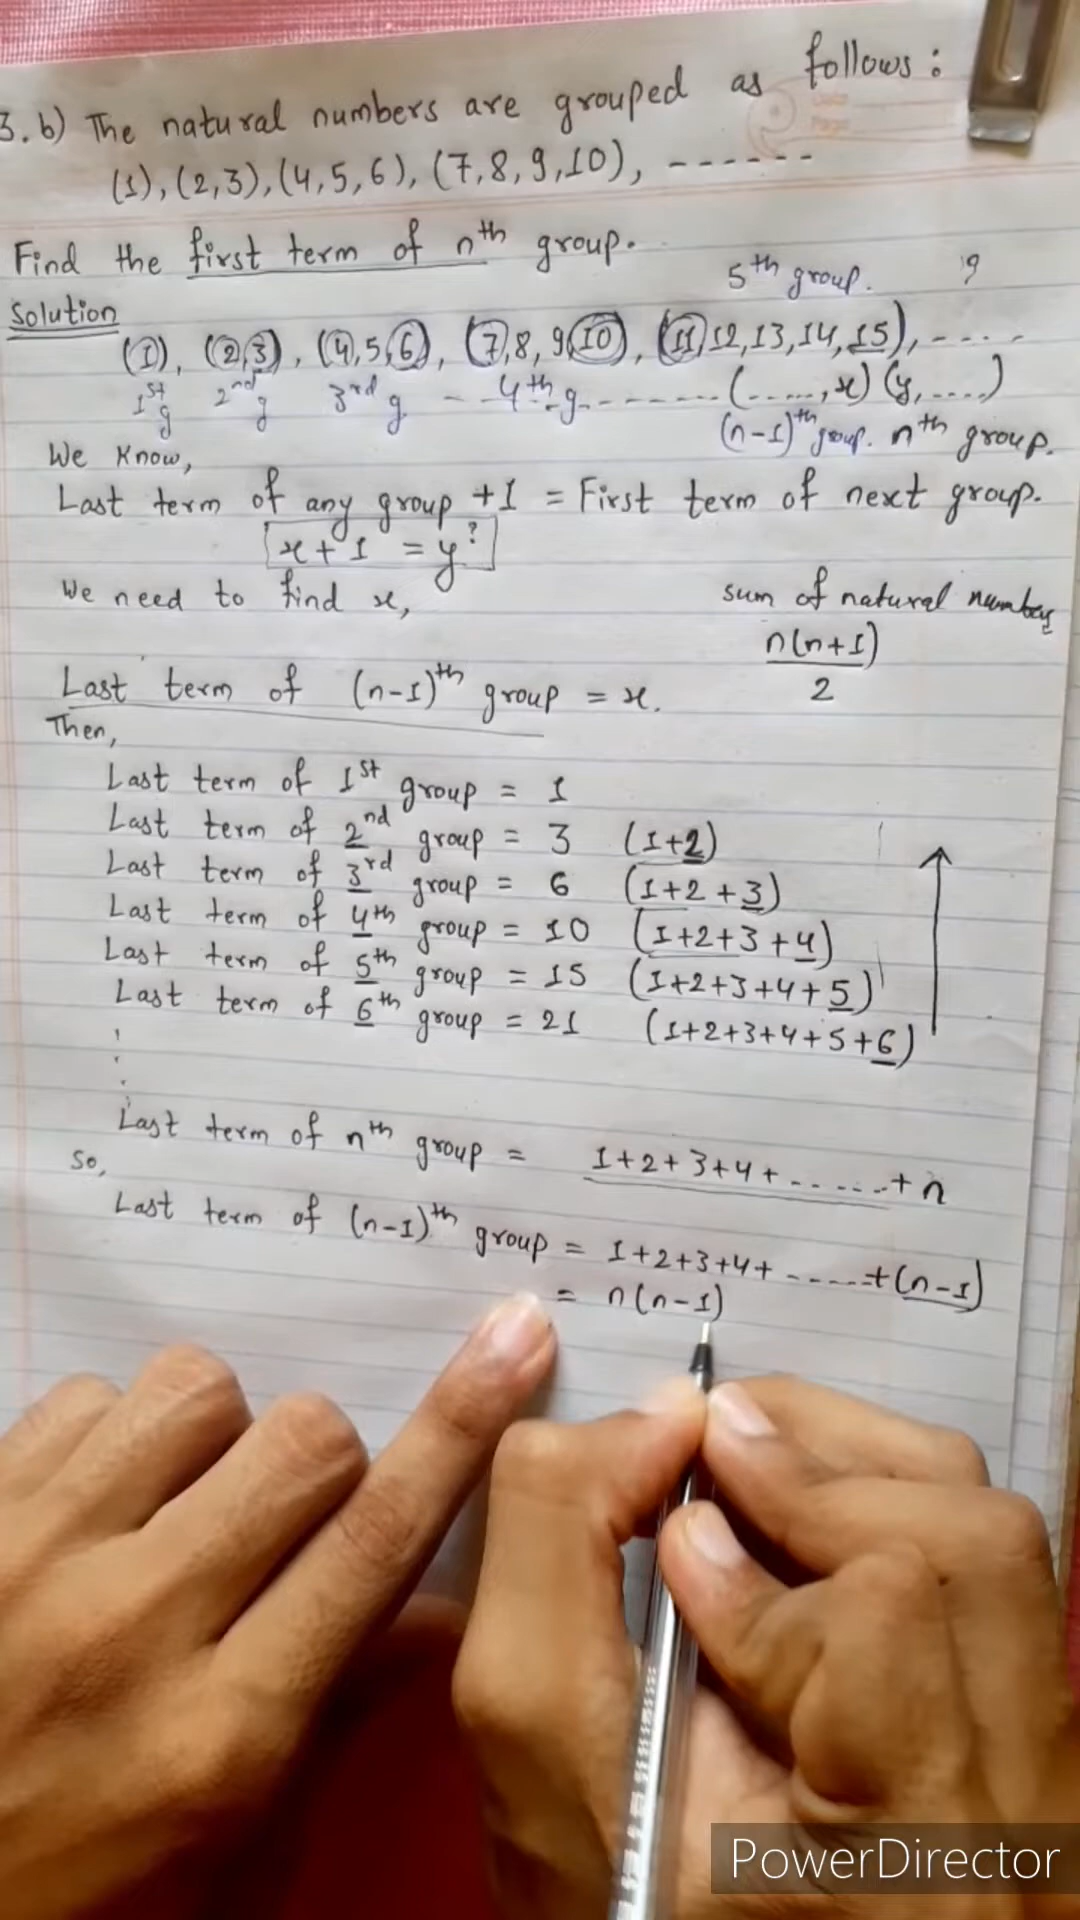 3.b) The natural numbers are grouped as follows:
(1), (2,3), (4,5,6), (7,8,9,10), ------
Find the first term of nth group.
5th group. 9
Solution
(1), (2,3), (4,5,6), (7,8,9,10), (11,12,13,14,15), -----
1st g 2nd g 3rd g -- 4th g ------- (....., x) (y, ....)
(n-1)th group. nth group.
We know,
Last term of any group +1 = First term of next group.
x+1 = y?
We need to find x,
sum of natural number
n(n+1)
2
Last term of (n-1)th group = x.
Then,
Last term of 1st group = 1
Last term of 2nd group = 3 (1+2)
Last term of 3rd group = 6 (1+2+3)
Last term of 4th group = 10 (1+2+3+4)
Last term of 5th group = 15 (1+2+3+4+5)
Last term of 6th group = 21 (1+2+3+4+5+6)
Last term of nth group = 1+2+3+4+......+n
So,
Last term of (n-1)th group = 1+2+3+4+......+(n-1)
= n(n-1)
PowerDirector